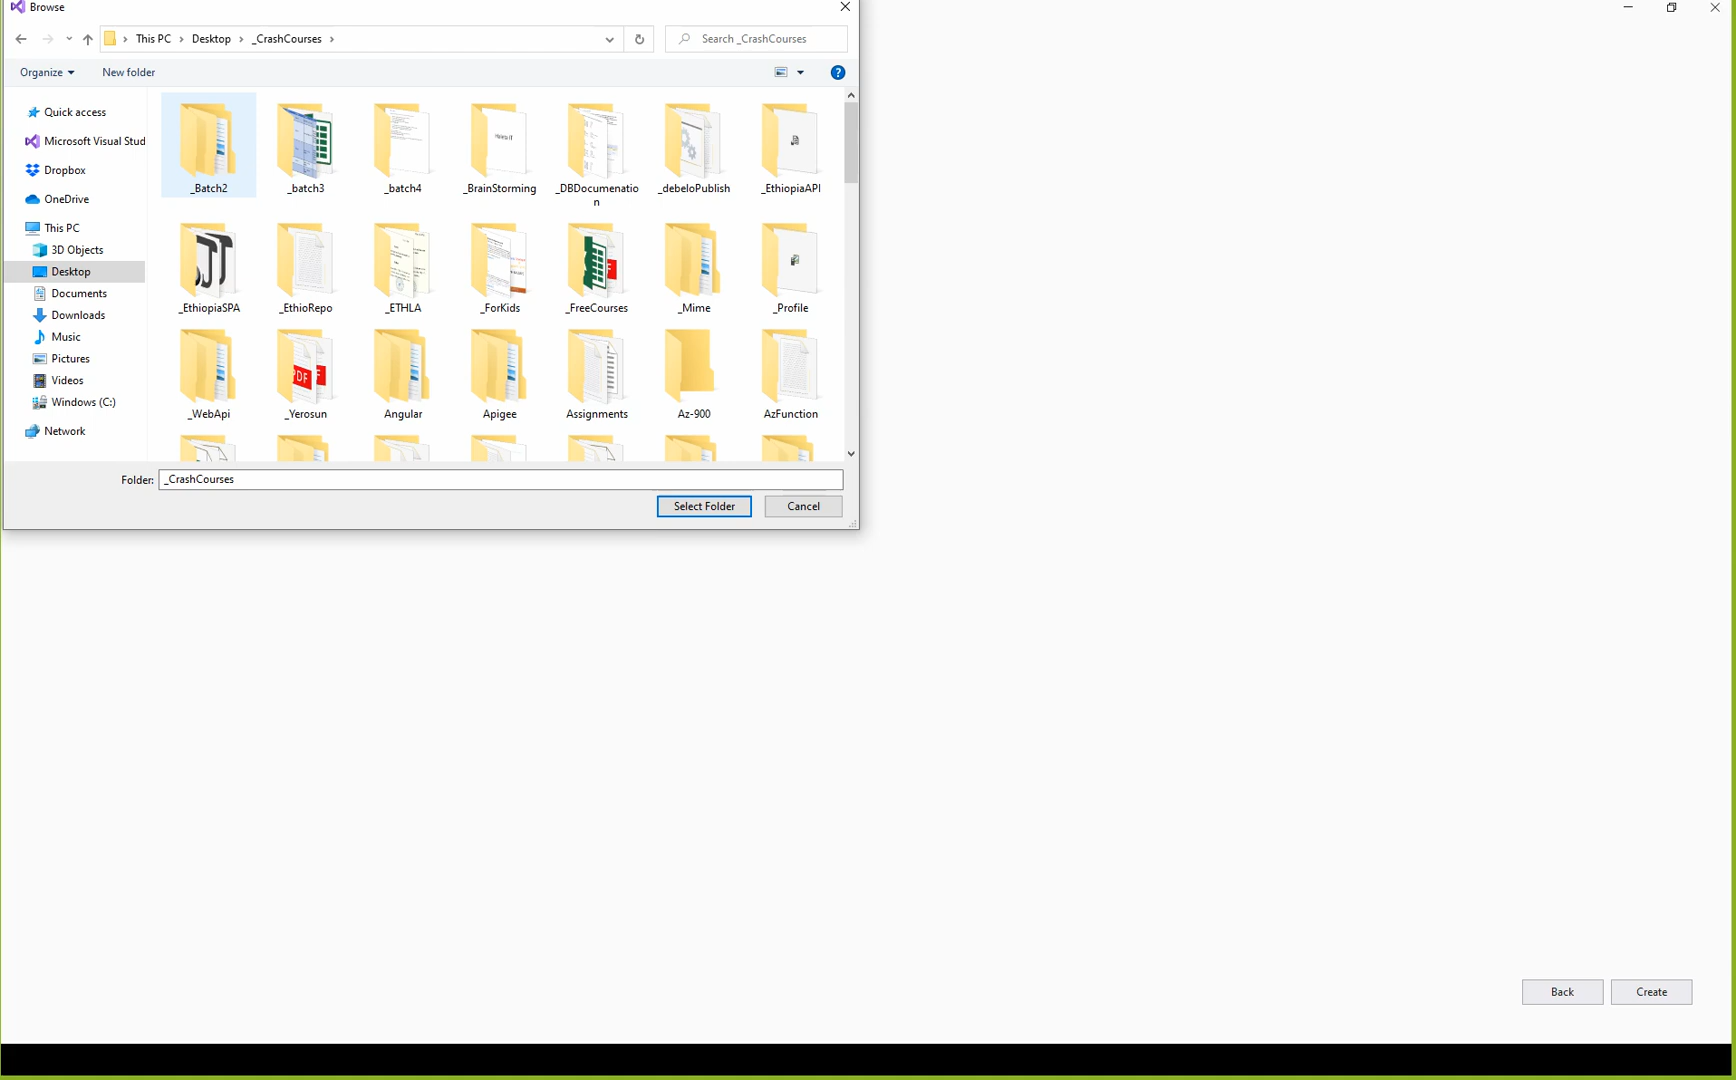 Browse
This PC > Desktop > _CrashCourses >
Search _CrashCourses
Organize
New folder
?
Quick access
Microsoft Visual Stud
Dropbox
OneDrive
This PC
3D Objects
Desktop
Documents
Downloads
Music
Pictures
Videos
Windows (C:)
Network
_Batch2
_batch3
_batch4
_BrainStorming
_DBDocumenatio
n
_debeloPublish
_EthiopiaAPI
_EthiopiaSPA
_EthioRepo
_ETHLA
_ForKids
_FreeCourses
_Mime
_Profile
_WebApi
_Yerosun
Angular
Apigee
Assignments
Az-900
AzFunction
Folder:
_CrashCourses
Select Folder
Cancel
Back
Create